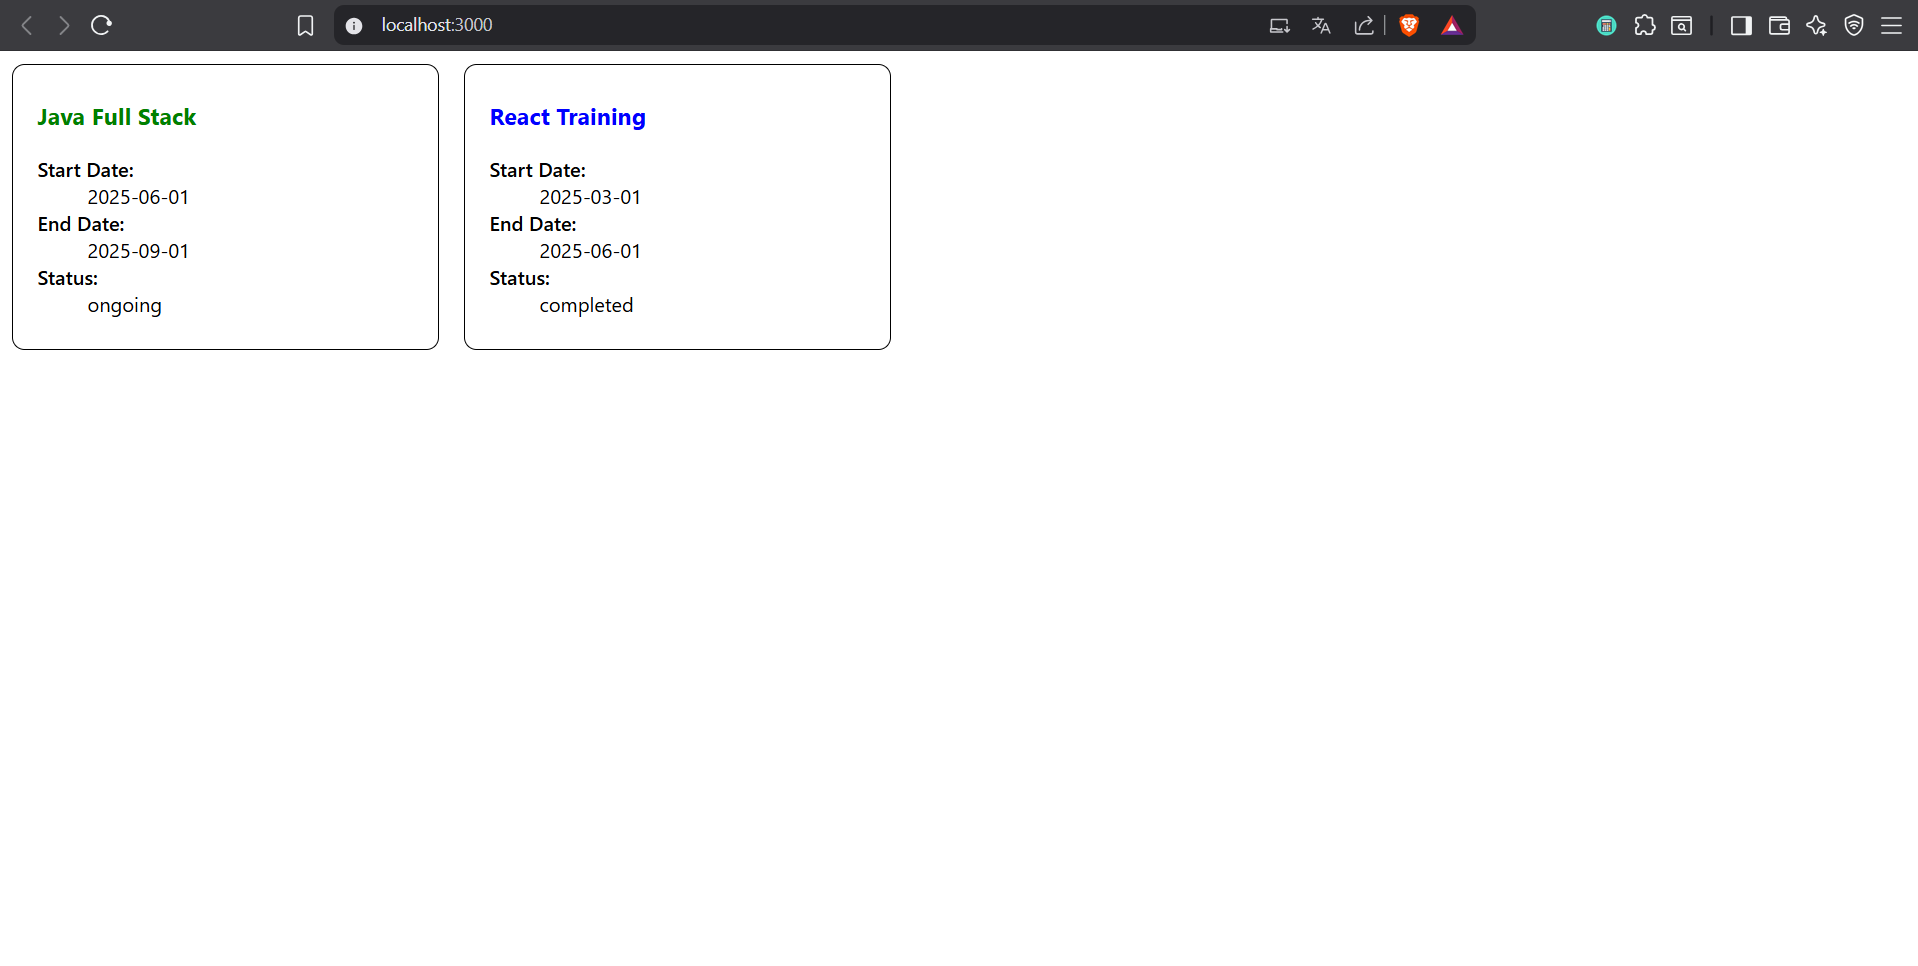 localhost:3000
Java Full Stack
Start Date:
2025-06-01
End Date:
2025-09-01
Status:
ongoing
React Training
Start Date:
2025-03-01
End Date:
2025-06-01
Status:
completed